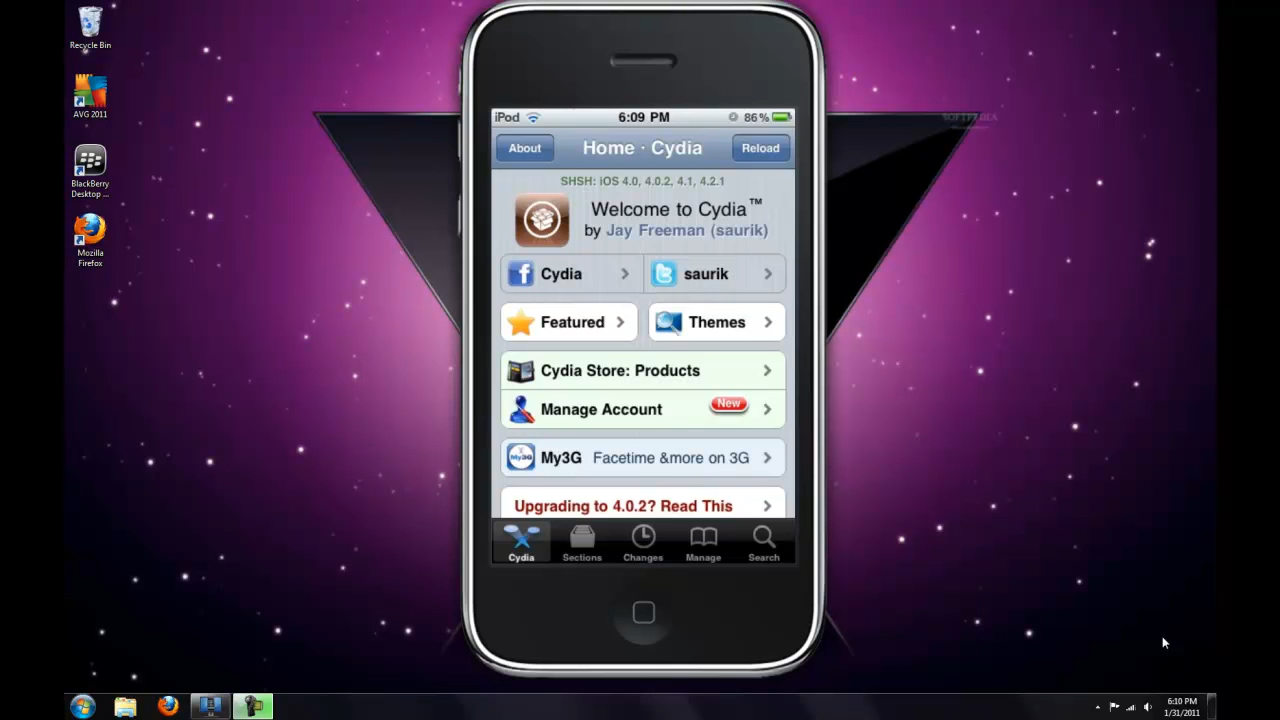 Recycle Bin
AVG 2011
BlackBerry
Desktop ...
Mozilla
Firefox
SOFTPEDIA
iPod 6:09 PM 86%
About Home · Cydia Reload
SHSH: iOS 4.0, 4.0.2, 4.1, 4.2.1
Welcome to Cydia™
by Jay Freeman (saurik)
Cydia saurik
Featured Themes
Cydia Store: Products
Manage Account New
My3G My3G Facetime &more on 3G
Upgrading to 4.0.2? Read This
Cydia Sections Changes Manage Search
6:10 PM
1/31/2011